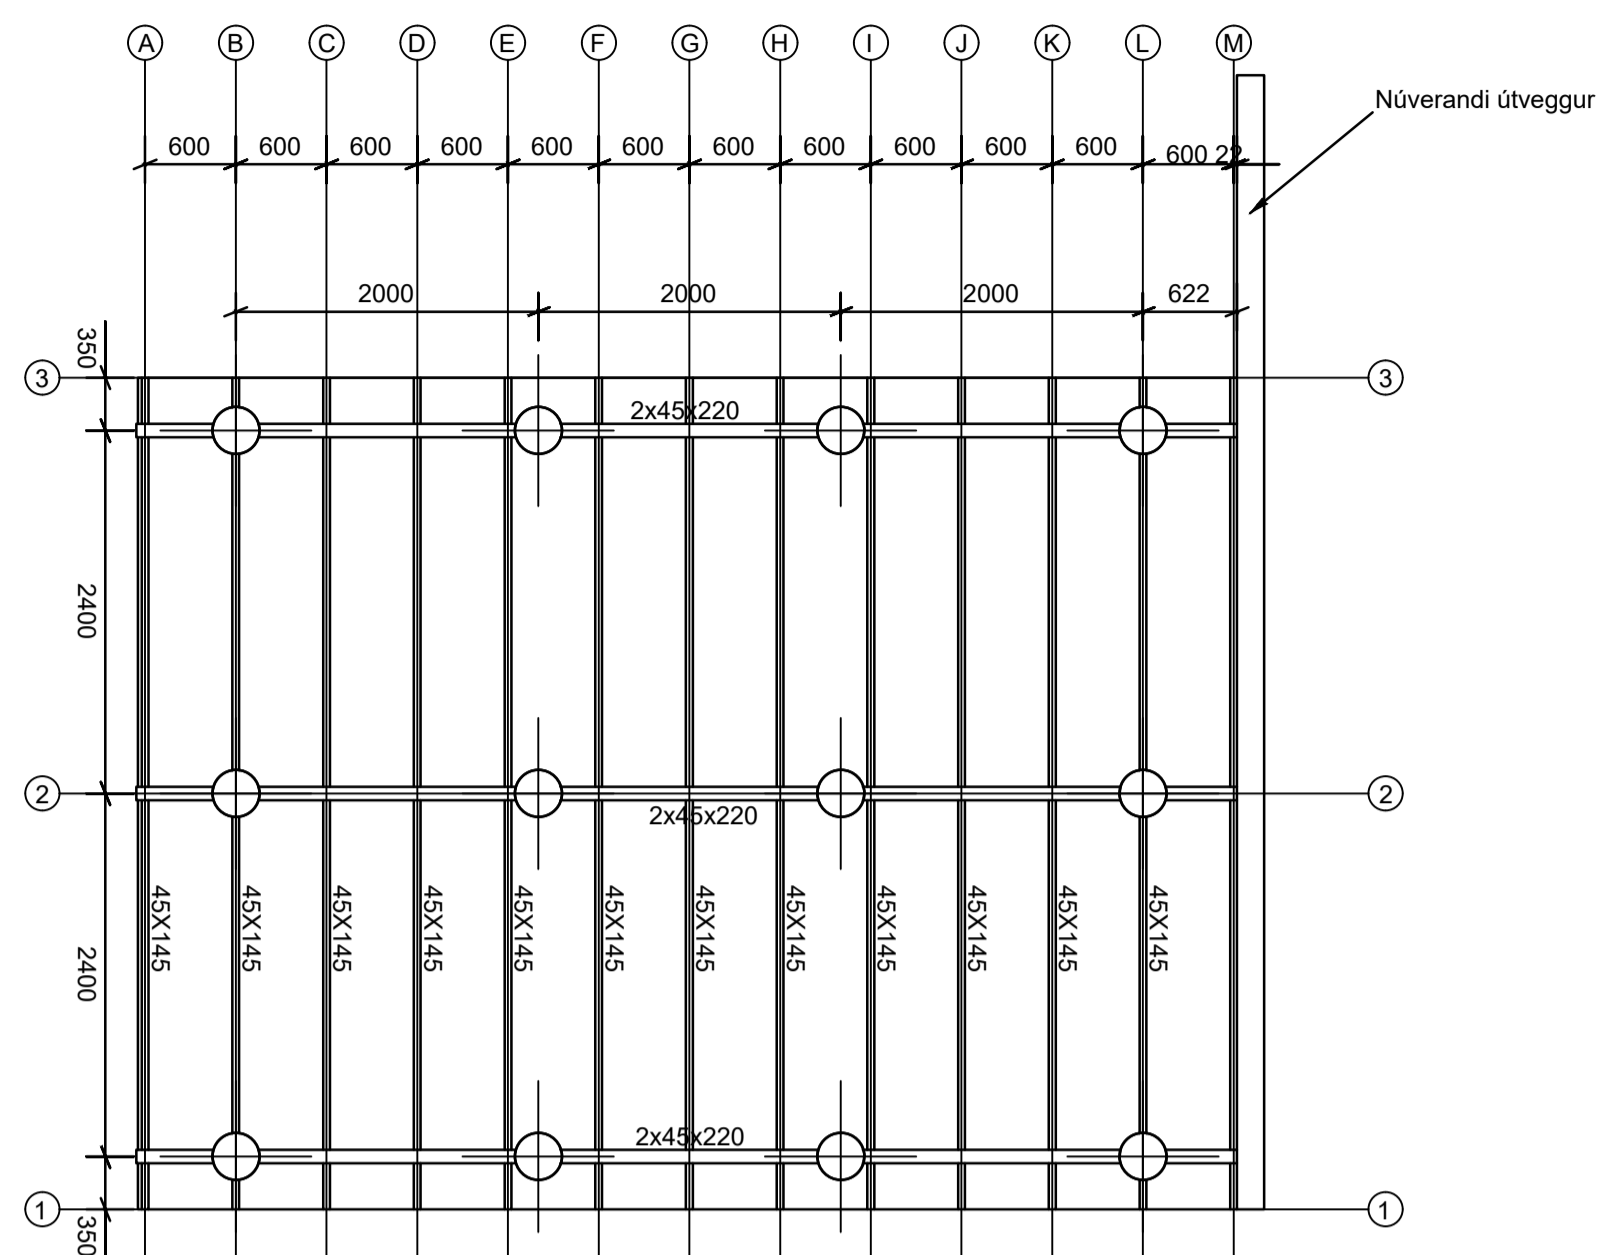 A B C D E F G H I J K L M
Núverandi útveggur
600 600 600 600 600 600 600 600 600 600 600 600 22
2000 2000 2000 622
350
3 3
2x45x220
2400
2 2
2x45x220
45X145 45X145 45X145 45X145 45X145 45X145 45X145 45X145 45X145 45X145 45X145 45X145
2400
2x45x220
1 1
350